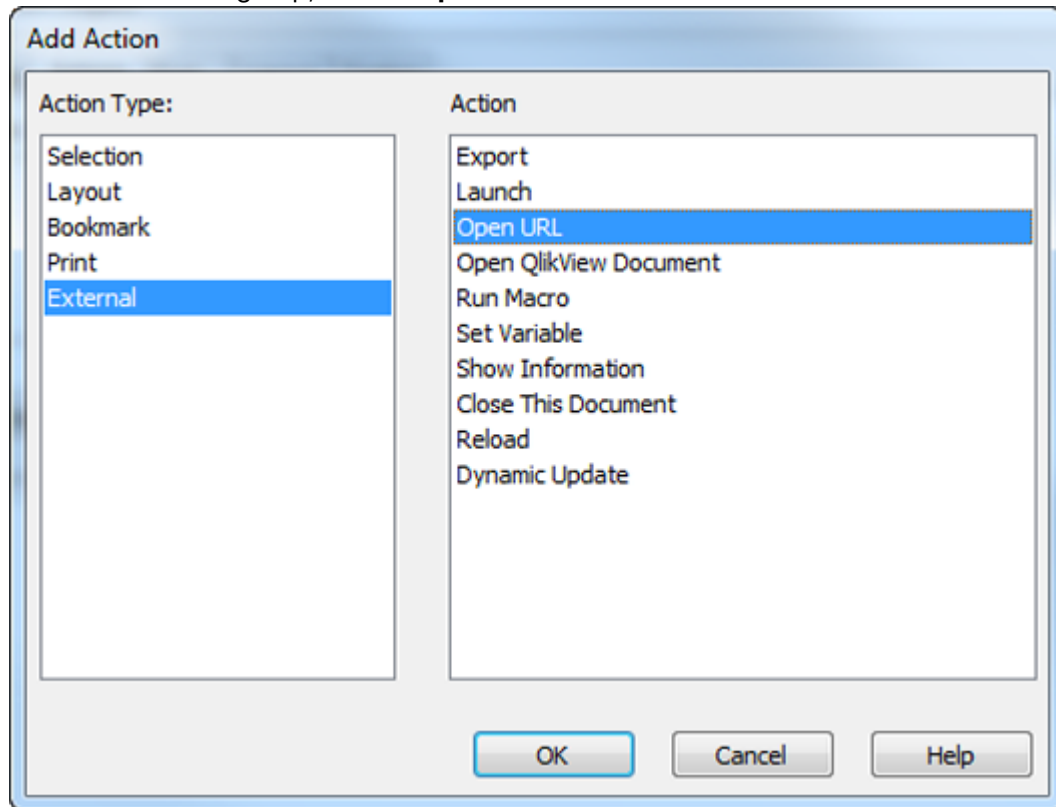 Add Action
Action Type:
Selection
Layout
Bookmark
Print
External
Action
Export
Launch
Open URL
Open QlikView Document
Run Macro
Set Variable
Show Information
Close This Document
Reload
Dynamic Update
OK
Cancel
Help